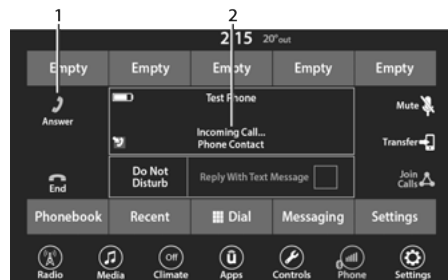 1
2
2:15 20°out
Empty Empty Empty Empty Empty
Answer
Test Phone
Mute
Incoming Call...
Phone Contact
Transfer
End
Do Not
Disturb
Reply With Text Message
Join
Calls
Phonebook Recent Dial Messaging Settings
Off
Radio Media Climate Apps Controls Phone Settings